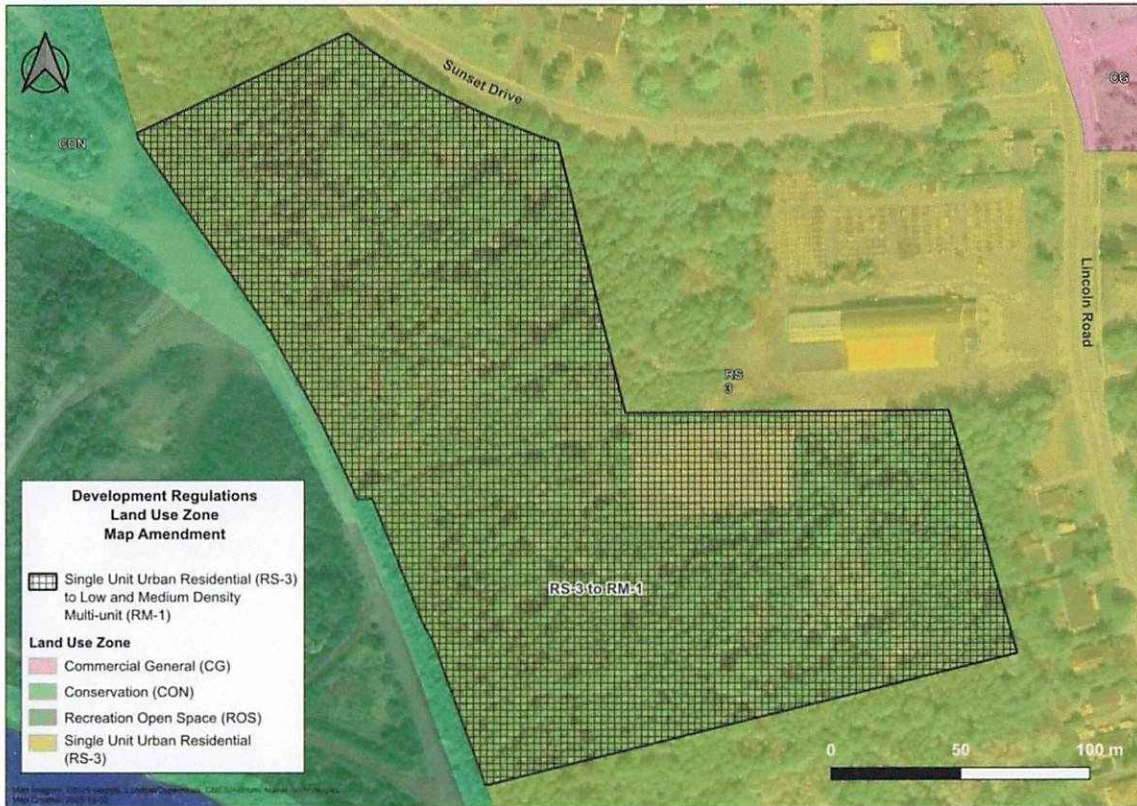 Sunset Drive
CG
CON
Lincoln Road
RS
3
RS-3 to RM-1
Development Regulations
Land Use Zone
Map Amendment
Single Unit Urban Residential (RS-3)
to Low and Medium Density
Multi-unit (RM-1)
Land Use Zone
Commercial General (CG)
Conservation (CON)
Recreation Open Space (ROS)
Single Unit Urban Residential
(RS-3)
0 50 100 m